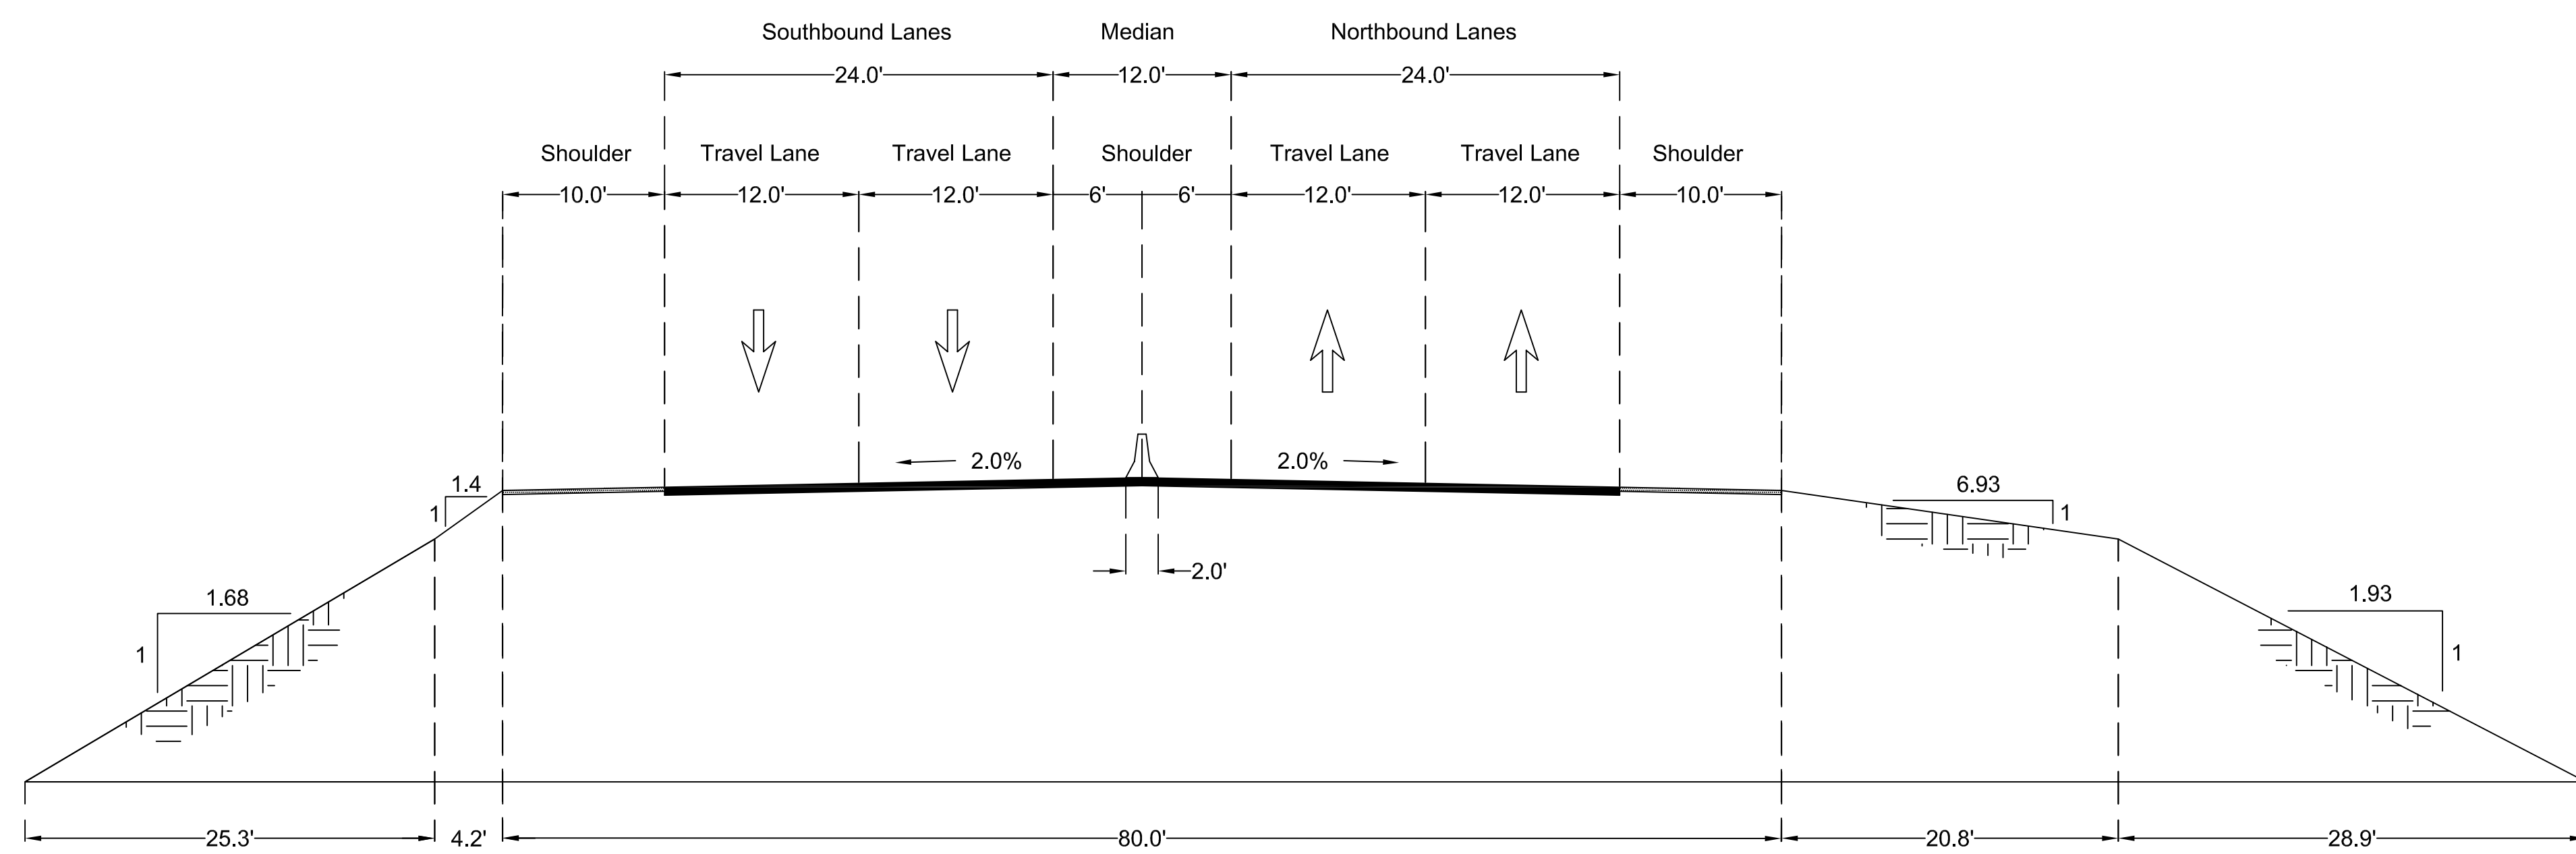 Southbound Lanes Median Northbound Lanes
24.0' 12.0' 24.0'
Shoulder Travel Lane Travel Lane Shoulder Travel Lane Travel Lane Shoulder
10.0' 12.0' 12.0' 6' 6' 12.0' 12.0' 10.0'
2.0% 2.0%
1.4 6.93
1 1
2.0'
1.68 1.93
1 1
25.3' 4.2' 80.0' 20.8' 28.9'